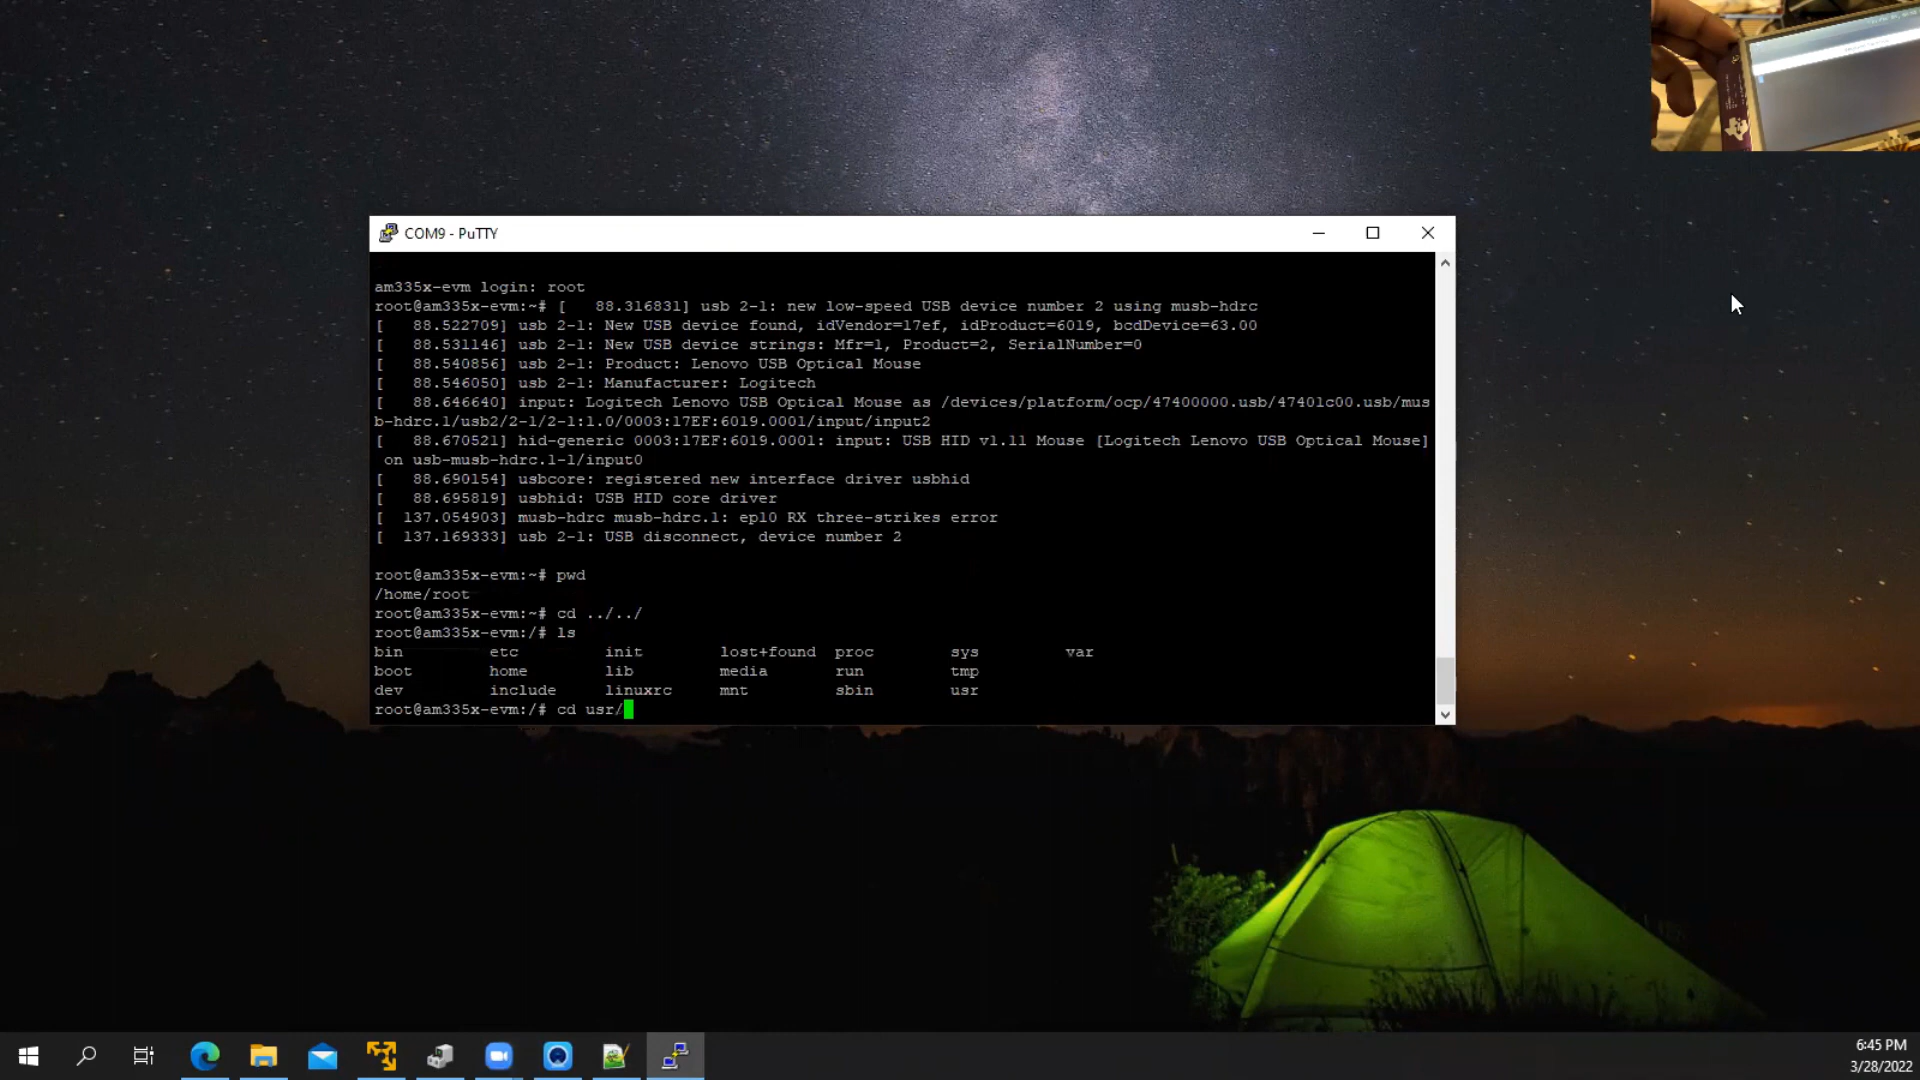 COM9 - PuTTY
am335x-evm login: root
root@am335x-evm:~# [   88.316831] usb 2-1: new low-speed USB device number 2 using musb-hdrc
[   88.522709] usb 2-1: New USB device found, idVendor=17ef, idProduct=6019, bcdDevice=63.00
[   88.531146] usb 2-1: New USB device strings: Mfr=1, Product=2, SerialNumber=0
[   88.540856] usb 2-1: Product: Lenovo USB Optical Mouse
[   88.546050] usb 2-1: Manufacturer: Logitech
[   88.646640] input: Logitech Lenovo USB Optical Mouse as /devices/platform/ocp/47400000.usb/47401c00.usb/mus
b-hdrc.1/usb2/2-1/2-1:1.0/0003:17EF:6019.0001/input/input2
[   88.670521] hid-generic 0003:17EF:6019.0001: input: USB HID v1.11 Mouse [Logitech Lenovo USB Optical Mouse]
on usb-musb-hdrc.1-1/input0
[   88.690154] usbcore: registered new interface driver usbhid
[   88.695819] usbhid: USB HID core driver
[  137.054903] musb-hdrc musb-hdrc.1: ep10 RX three-strikes error
[  137.169333] usb 2-1: USB disconnect, device number 2
root@am335x-evm:~# pwd
/home/root
root@am335x-evm:~# cd ../../
root@am335x-evm:/# ls
bin etc init lost+found proc sys var
boot home lib media run tmp
dev include linuxrc mnt sbin usr
root@am335x-evm:/# cd usr/
6:45 PM
3/28/2022